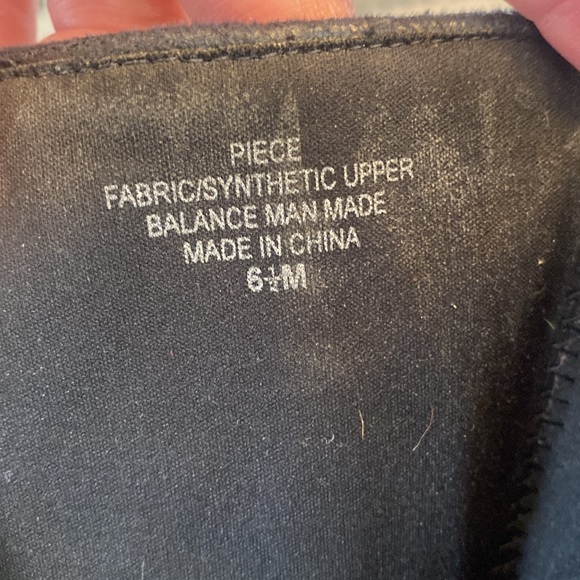 PIECE
FABRIC/SYNTHETIC UPPER
BALANCE MAN MADE
MADE IN CHINA
6½M